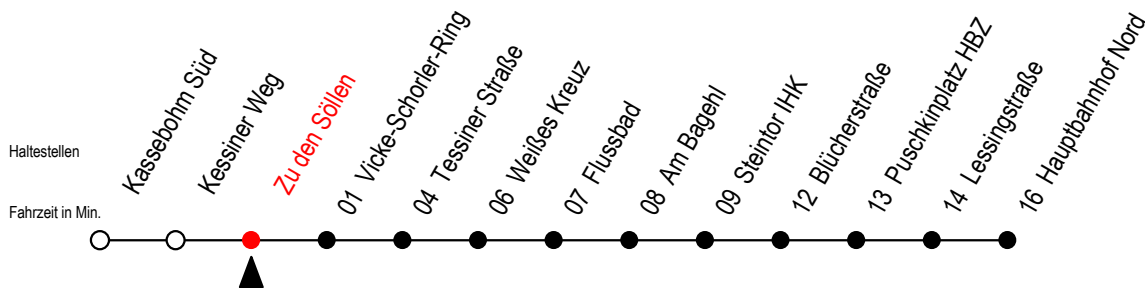 Haltestellen
Fahrzeit in Min.
Kassebohm Süd
Kessiner Weg
Zu den Söllen
01 Vicke-Schorler-Ring
04 Tessiner Straße
06 Weißes Kreuz
07 Flussbad
08 Am Bagehl
09 Steintor IHK
12 Blücherstraße
13 Puschkinplatz HBZ
14 Lessingstraße
16 Hauptbahnhof Nord